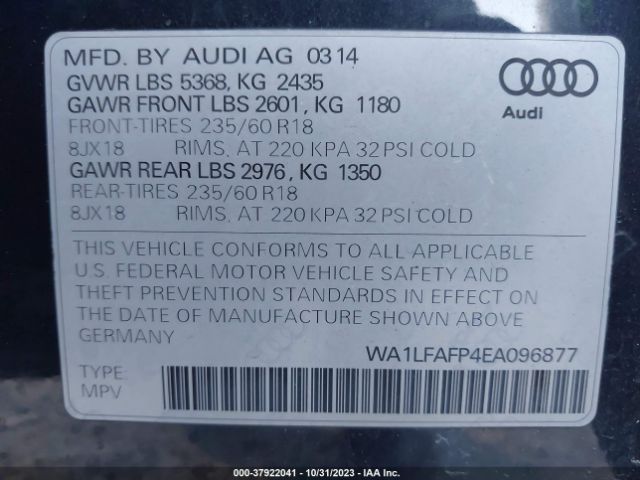 MFD. BY AUDI AG 03 14
GVWR LBS 5368, KG 2435
GAWR FRONT LBS 2601, KG 1180
FRONT-TIRES 235/60 R18
8JX18 RIMS, AT 220 KPA 32 PSI COLD
GAWR REAR LBS 2976, KG 1350
REAR-TIRES 235/60 R18
8JX18 RIMS, AT 220 KPA 32 PSI COLD
Audi
THIS VEHICLE CONFORMS TO ALL APPLICABLE
U.S. FEDERAL MOTOR VEHICLE SAFETY AND
THEFT PREVENTION STANDARDS IN EFFECT ON
THE DATE OF MANUFACTURE SHOWN ABOVE
GERMANY
WA1LFAFP4EA096877
TYPE:
MPV
000-37922041 - 10/31/2023 - IAA Inc.